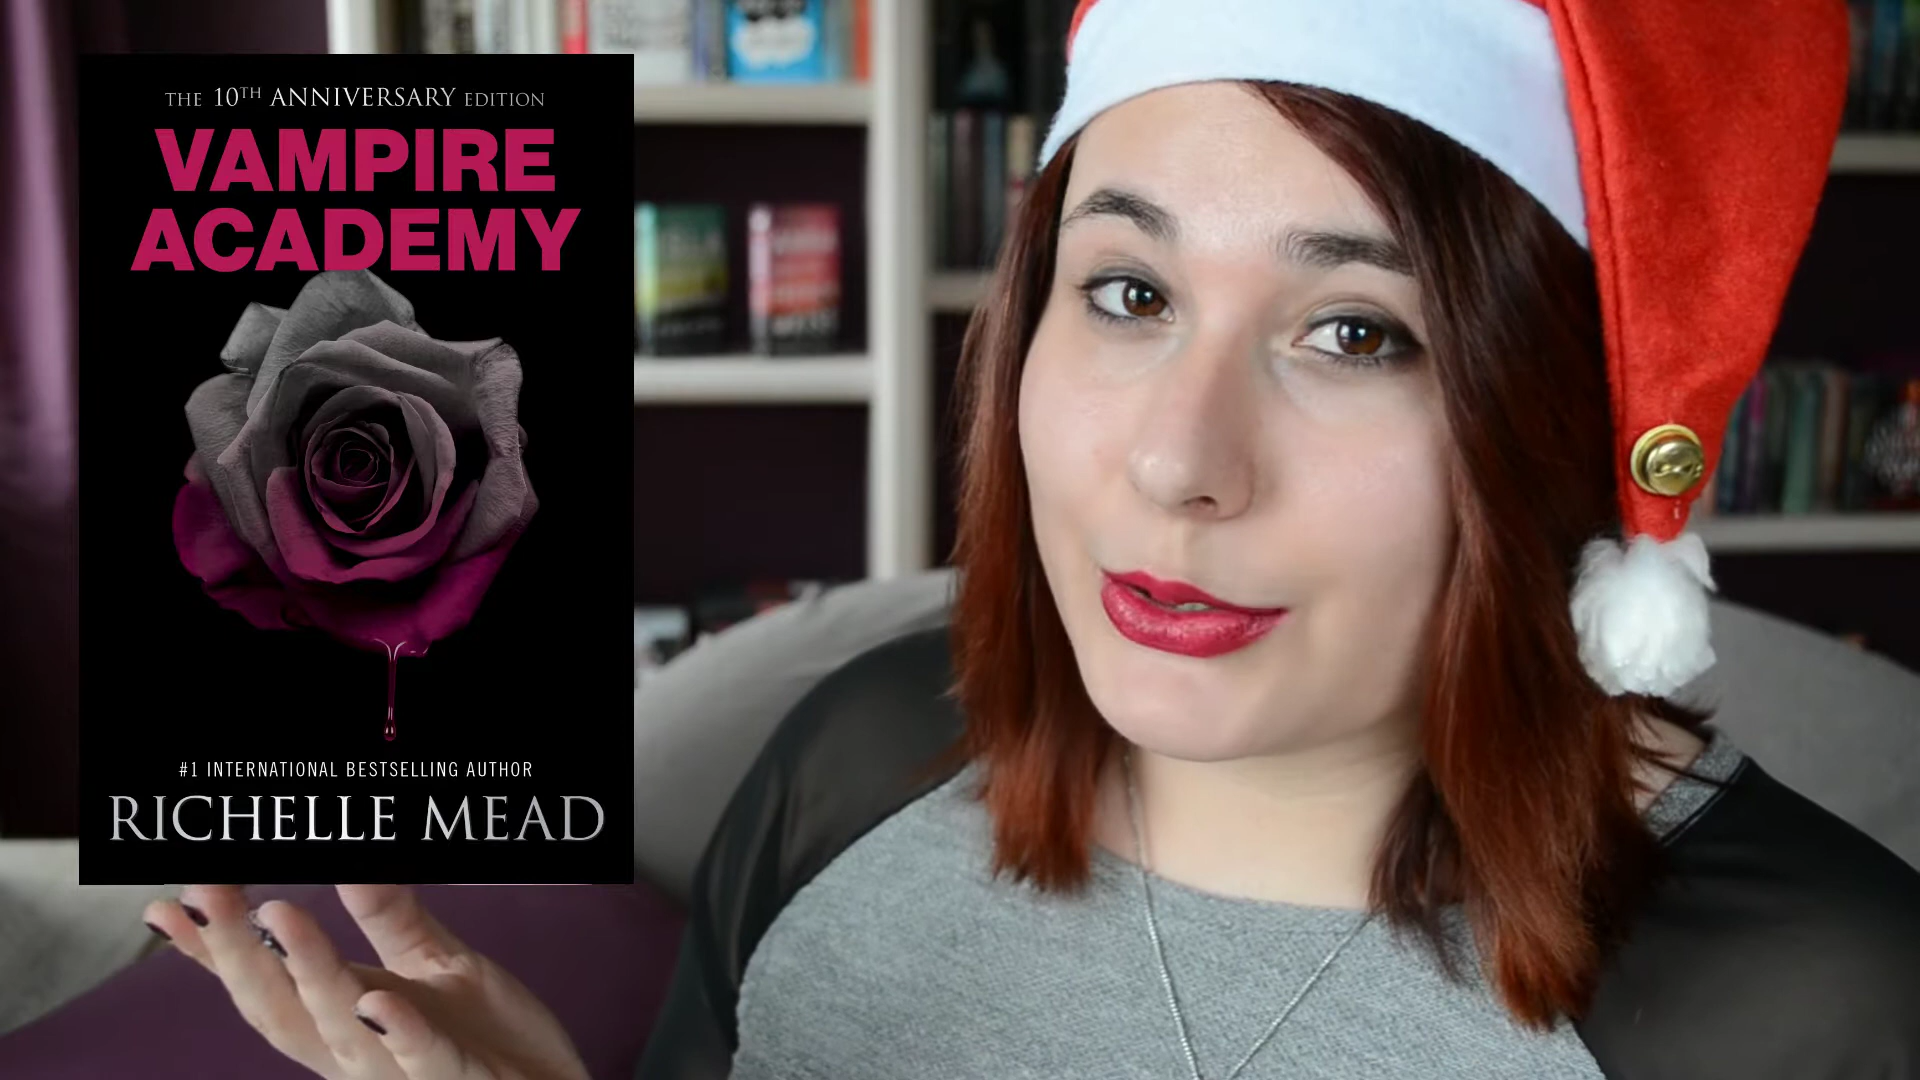 THE 10TH ANNIVERSARY EDITION
VAMPIRE
ACADEMY
#1 INTERNATIONAL BESTSELLING AUTHOR
RICHELLE MEAD